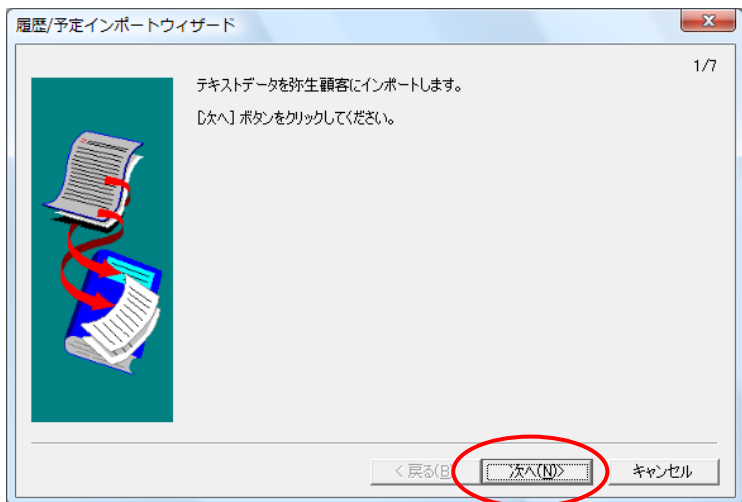 履歴/予定インポートウィザード
1/7
テキストデータを弥生顧客にインポートします。
[次へ] ボタンをクリックしてください。
< 戻る(B
次へ(N)>
キャンセル